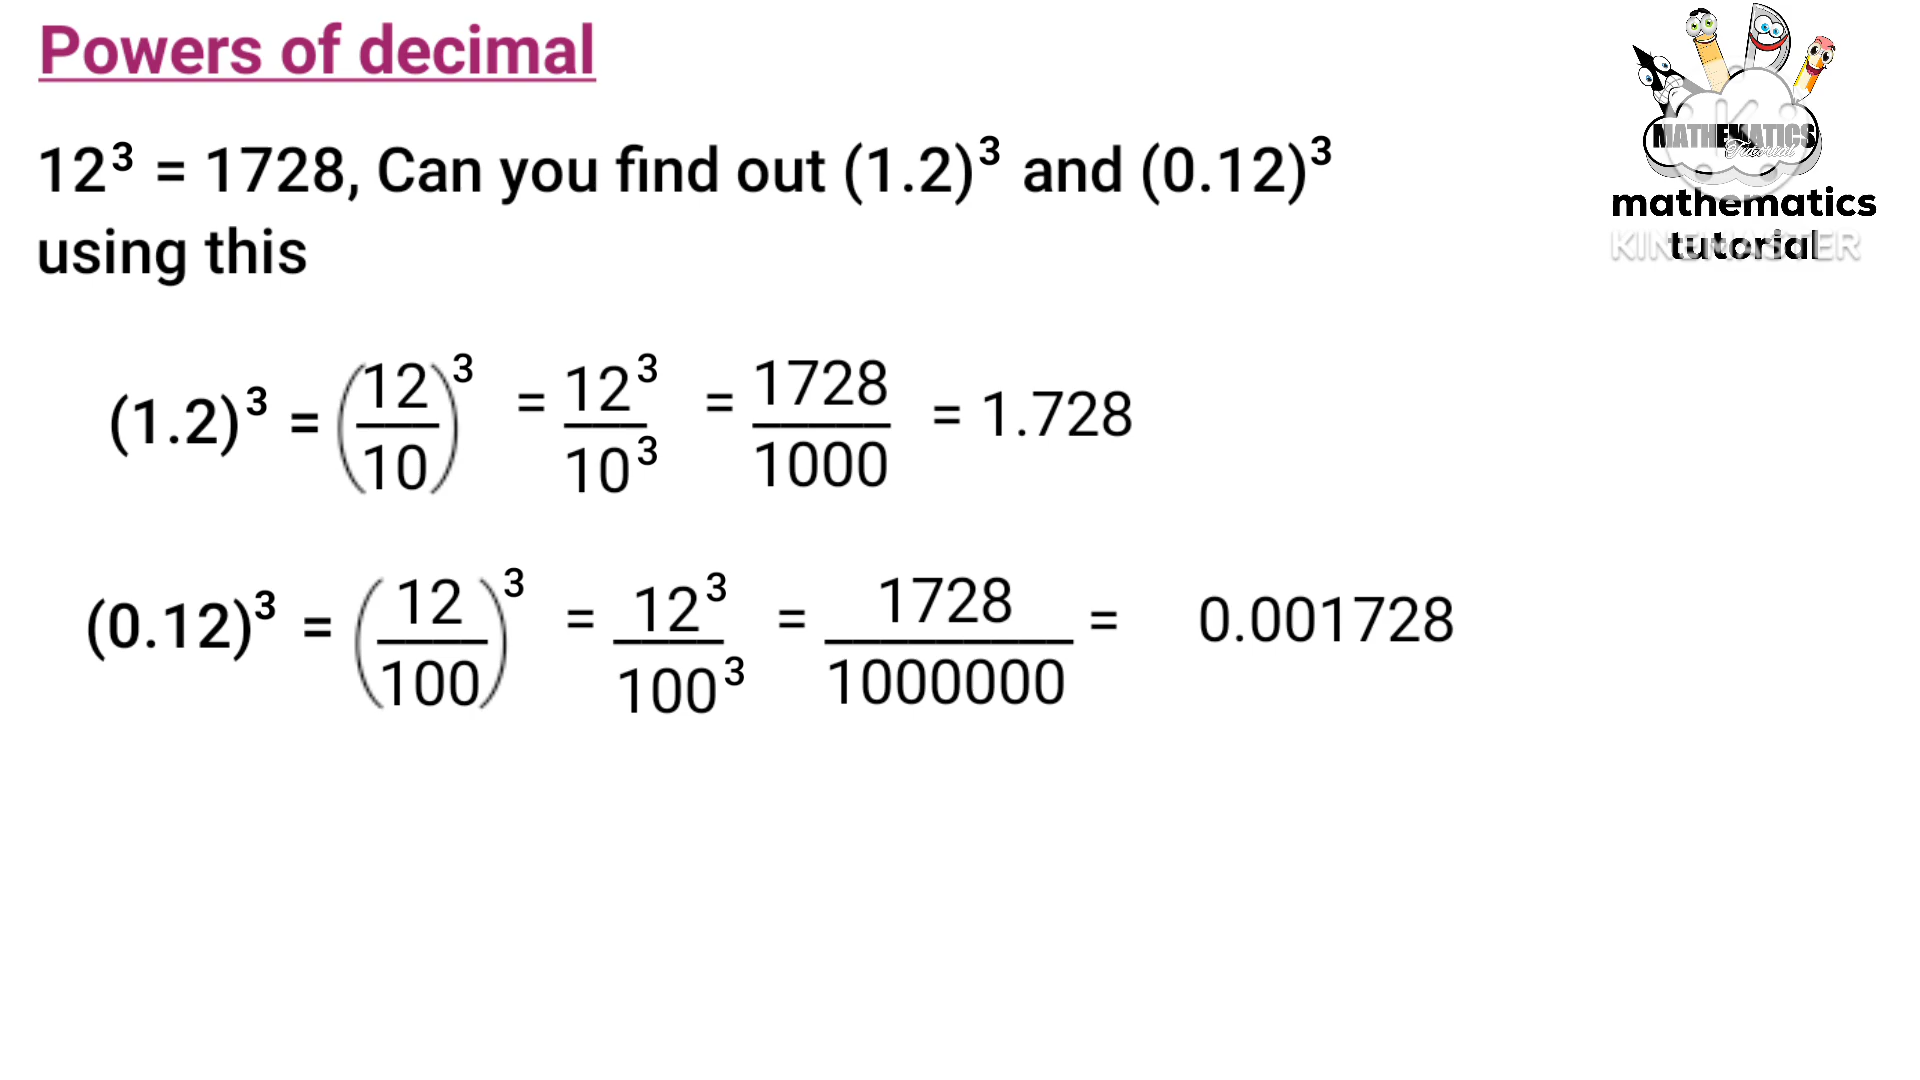 Powers of decimal
12³ = 1728, Can you find out (1.2)³ and (0.12)³
using this
(1.2)³ = (12/10)³ = 12³/10³ = 1728/1000 = 1.728
(0.12)³ = (12/100)³ = 12³/100³ = 1728/1000000 = 0.001728
MATHEMATICS
Tutorial
mathematics
tutorial
KINEMASTER